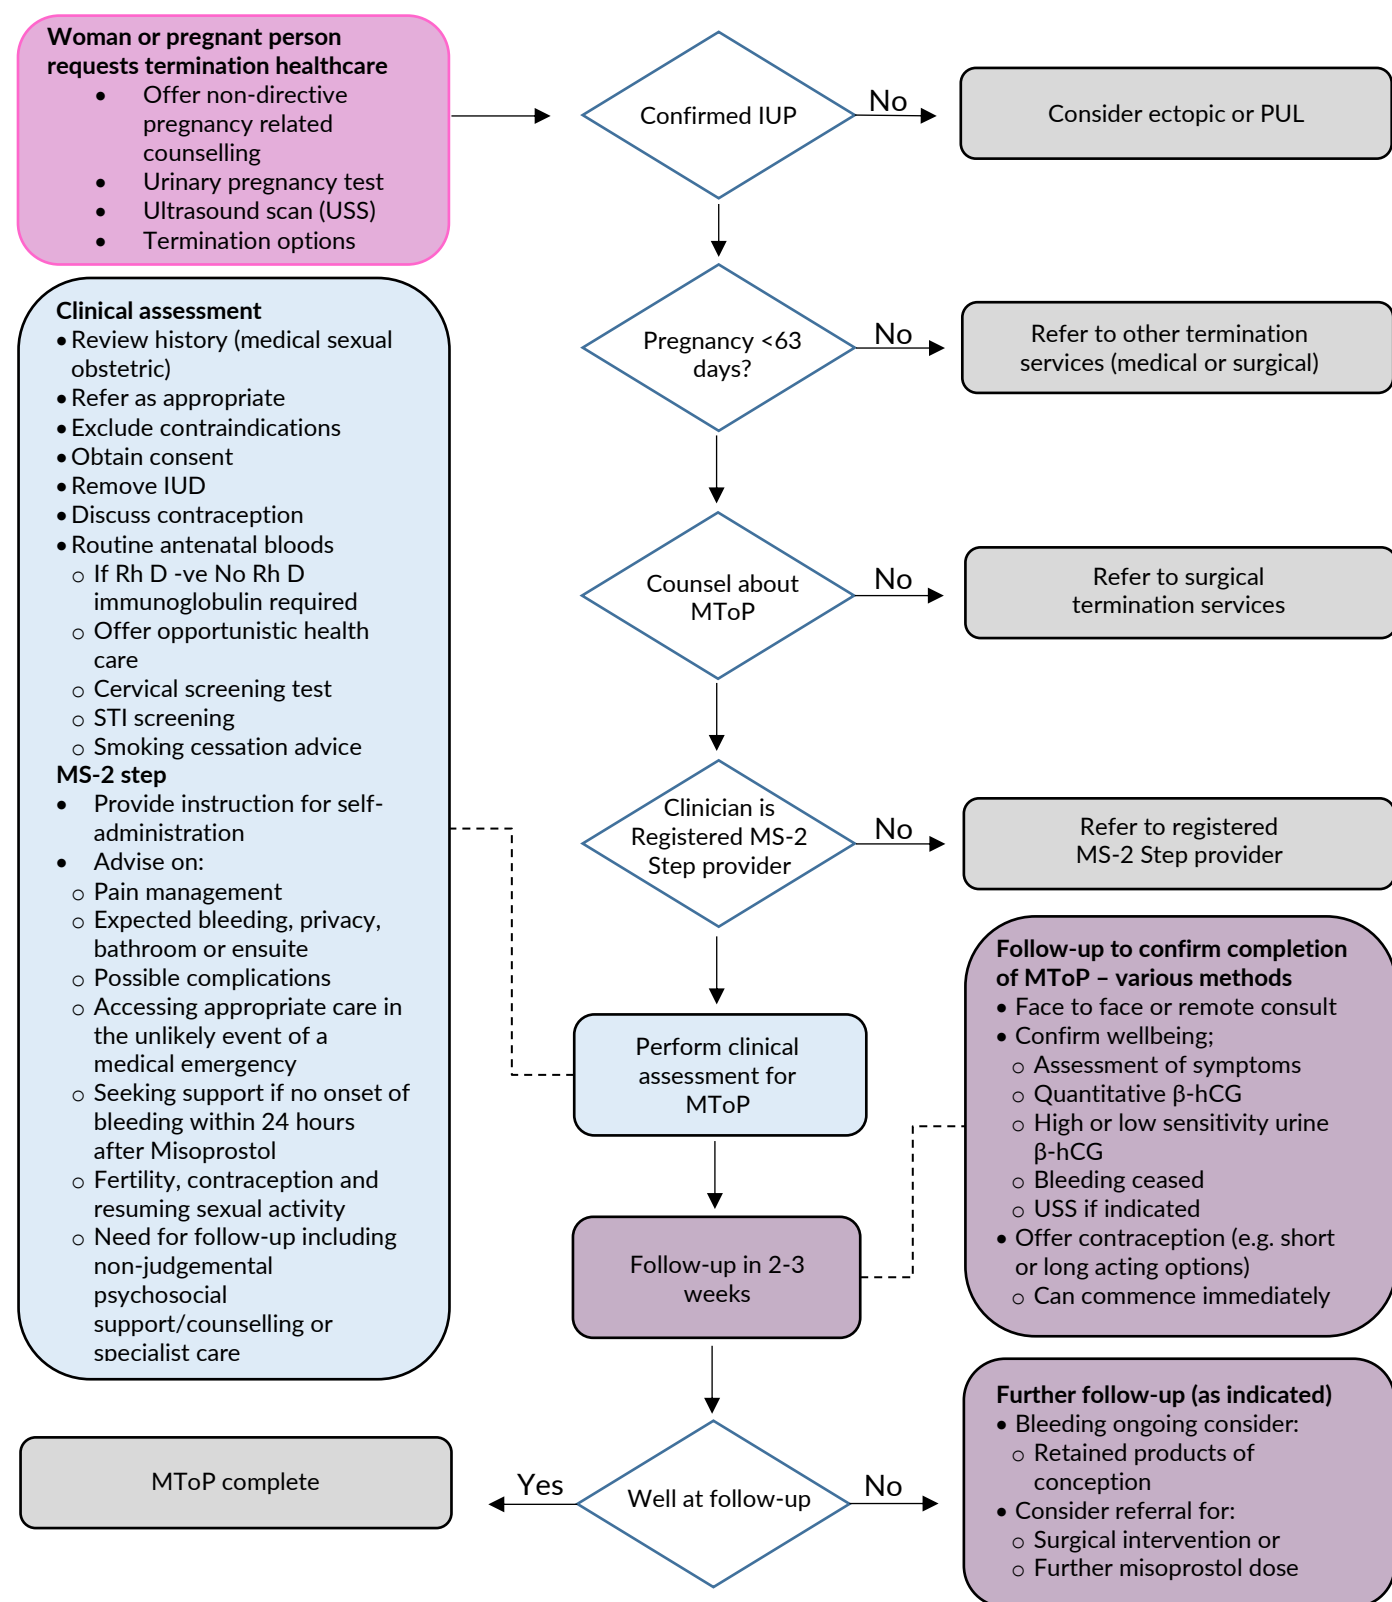 Woman or pregnant person
requests termination healthcare
• Offer non-directive
pregnancy related
counselling
• Urinary pregnancy test
• Ultrasound scan (USS)
• Termination options
Confirmed IUP
No
Consider ectopic or PUL
Pregnancy <63
days?
No
Refer to other termination
services (medical or surgical)
Counsel about
MToP
No
Refer to surgical
termination services
Clinician is
Registered MS-2
Step provider
No
Refer to registered
MS-2 Step provider
Clinical assessment
• Review history (medical sexual
obstetric)
• Refer as appropriate
• Exclude contraindications
• Obtain consent
• Remove IUD
• Discuss contraception
• Routine antenatal bloods
o If Rh D -ve No Rh D
immunoglobulin required
o Offer opportunistic health
care
o Cervical screening test
o STI screening
o Smoking cessation advice
MS-2 step
• Provide instruction for self-
administration
• Advise on:
o Pain management
o Expected bleeding, privacy,
bathroom or ensuite
o Possible complications
o Accessing appropriate care in
the unlikely event of a
medical emergency
o Seeking support if no onset of
bleeding within 24 hours
after Misoprostol
o Fertility, contraception and
resuming sexual activity
o Need for follow-up including
non-judgemental
psychosocial
support/counselling or
specialist care
Perform clinical
assessment for
MToP
Follow-up in 2-3
weeks
Follow-up to confirm completion
of MToP – various methods
• Face to face or remote consult
• Confirm wellbeing;
o Assessment of symptoms
o Quantitative β-hCG
o High or low sensitivity urine
β-hCG
o Bleeding ceased
o USS if indicated
• Offer contraception (e.g. short
or long acting options)
o Can commence immediately
Well at follow-up
Yes
MToP complete
No
Further follow-up (as indicated)
• Bleeding ongoing consider:
o Retained products of
conception
• Consider referral for:
o Surgical intervention or
o Further misoprostol dose